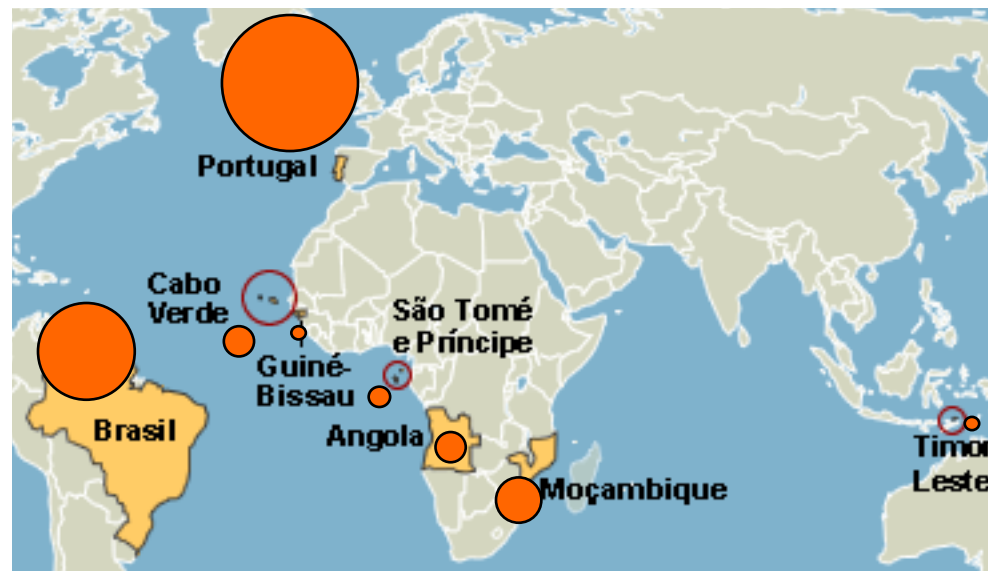 Portugal
Cabo
Verde
São Tomé
e Príncipe
Guiné-
Bissau
Brasil
Angola
Timor
Leste
Moçambique